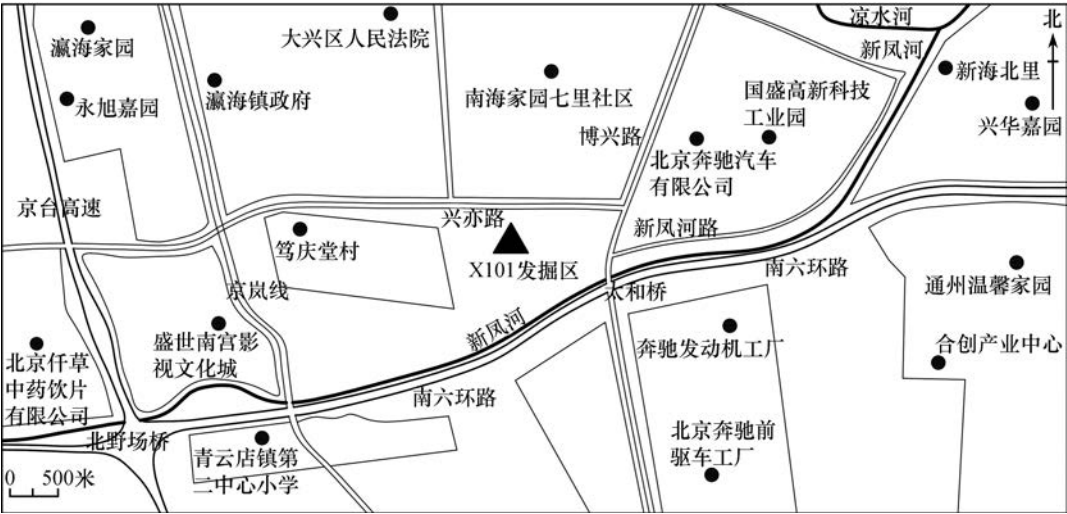 瀛海家园
永旭嘉园
瀛海镇政府
大兴区人民法院
南海家园七里社区
博兴路
国盛高新科技
工业园
北京奔驰汽车
有限公司
凉水河
新凤河
新海北里
兴华嘉园
北
京台高速
兴亦路
笃庆堂村
X101发掘区
新凤河路
南六环路
太和桥
通州温馨家园
京岚线
盛世南宫影
视文化城
新凤河
奔驰发动机工厂
合创产业中心
北京仟草
中药饮片
有限公司
南六环路
北野场桥
青云店镇第
二中心小学
北京奔驰前
驱车工厂
0 500米